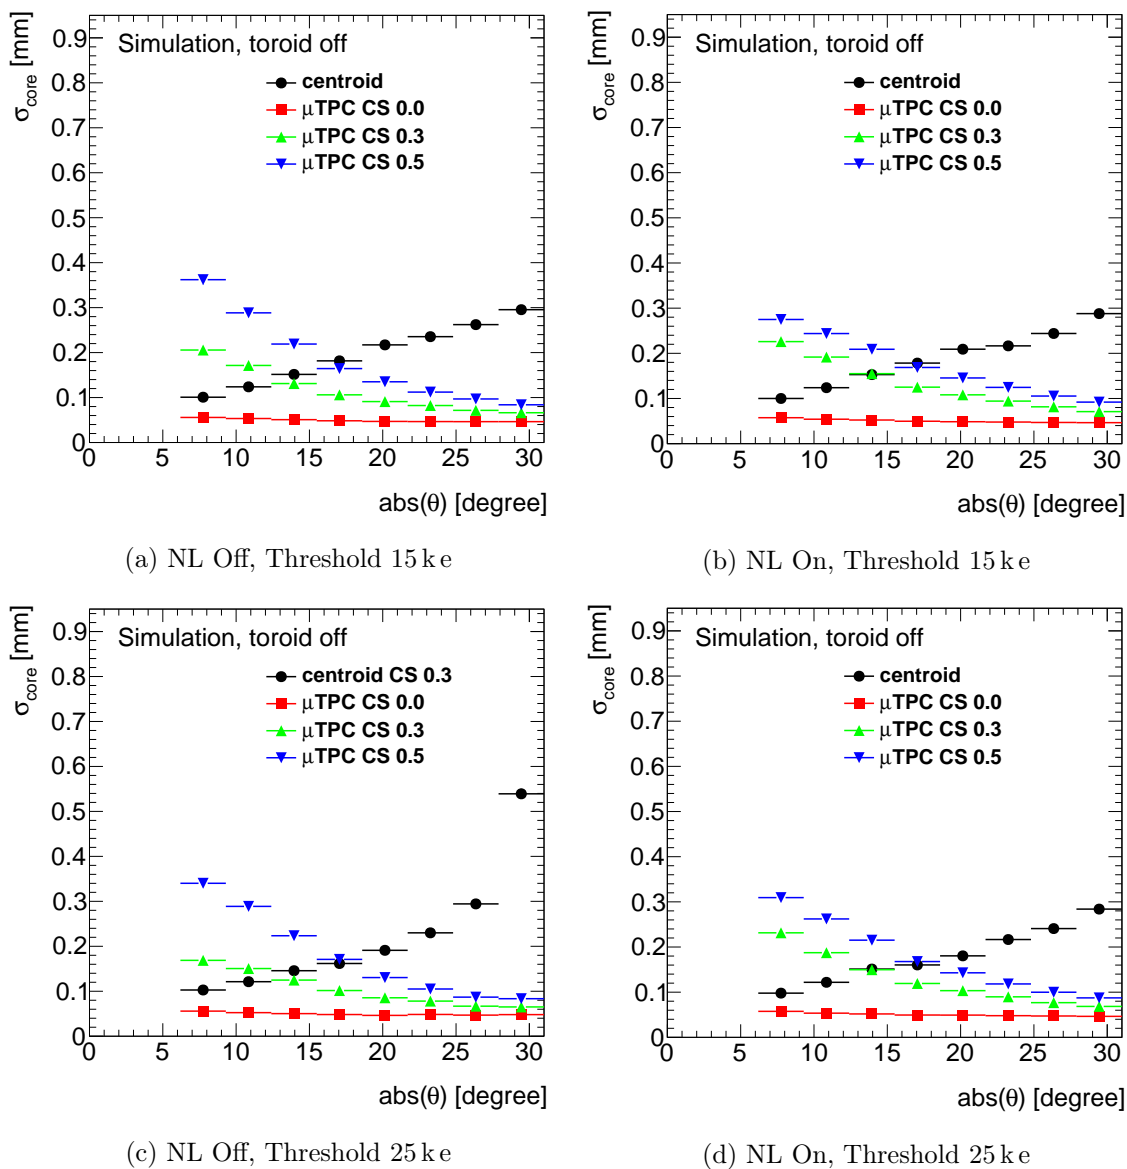 Simulation, toroid off
centroid
μTPC CS 0.0
μTPC CS 0.3
μTPC CS 0.5
σcore [mm]
0.9
0.8
0.7
0.6
0.5
0.4
0.3
0.2
0.1
0
0 5 10 15 20 25 30
abs(θ) [degree]
(a) NL Off, Threshold 15 k e
Simulation, toroid off
centroid
μTPC CS 0.0
μTPC CS 0.3
μTPC CS 0.5
σcore [mm]
0.9
0.8
0.7
0.6
0.5
0.4
0.3
0.2
0.1
0
0 5 10 15 20 25 30
abs(θ) [degree]
(b) NL On, Threshold 15 k e
Simulation, toroid off
centroid CS 0.3
μTPC CS 0.0
μTPC CS 0.3
μTPC CS 0.5
σcore [mm]
0.9
0.8
0.7
0.6
0.5
0.4
0.3
0.2
0.1
0
0 5 10 15 20 25 30
abs(θ) [degree]
(c) NL Off, Threshold 25 k e
Simulation, toroid off
centroid
μTPC CS 0.0
μTPC CS 0.3
μTPC CS 0.5
σcore [mm]
0.9
0.8
0.7
0.6
0.5
0.4
0.3
0.2
0.1
0
0 5 10 15 20 25 30
abs(θ) [degree]
(d) NL On, Threshold 25 k e